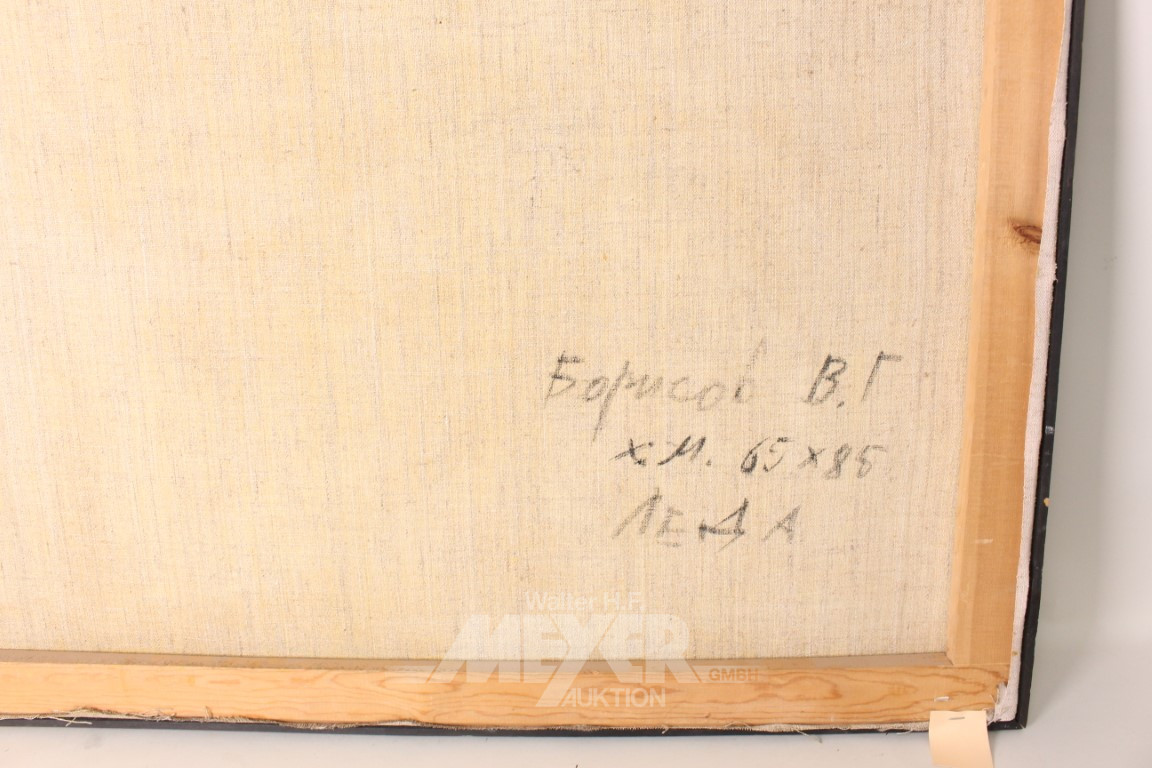 Борисов В.Г
х.м. 65х85
ЛЕДА
Walter H.F.
MEYER
GMBH
AUKTION